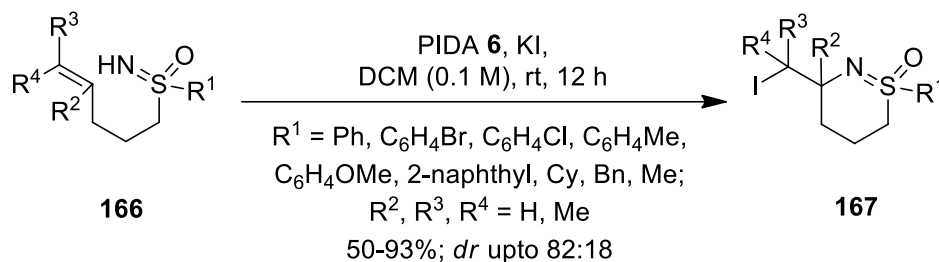 R³
R⁴
R²
HN
S
O
R¹
166
PIDA 6, KI,
DCM (0.1 M), rt, 12 h
R¹ = Ph, C₆H₄Br, C₆H₄Cl, C₆H₄Me,
C₆H₄OMe, 2-naphthyl, Cy, Bn, Me;
R², R³, R⁴ = H, Me
50-93%; dr upto 82:18
R³
R⁴
R²
I
N
S
O
R¹
167